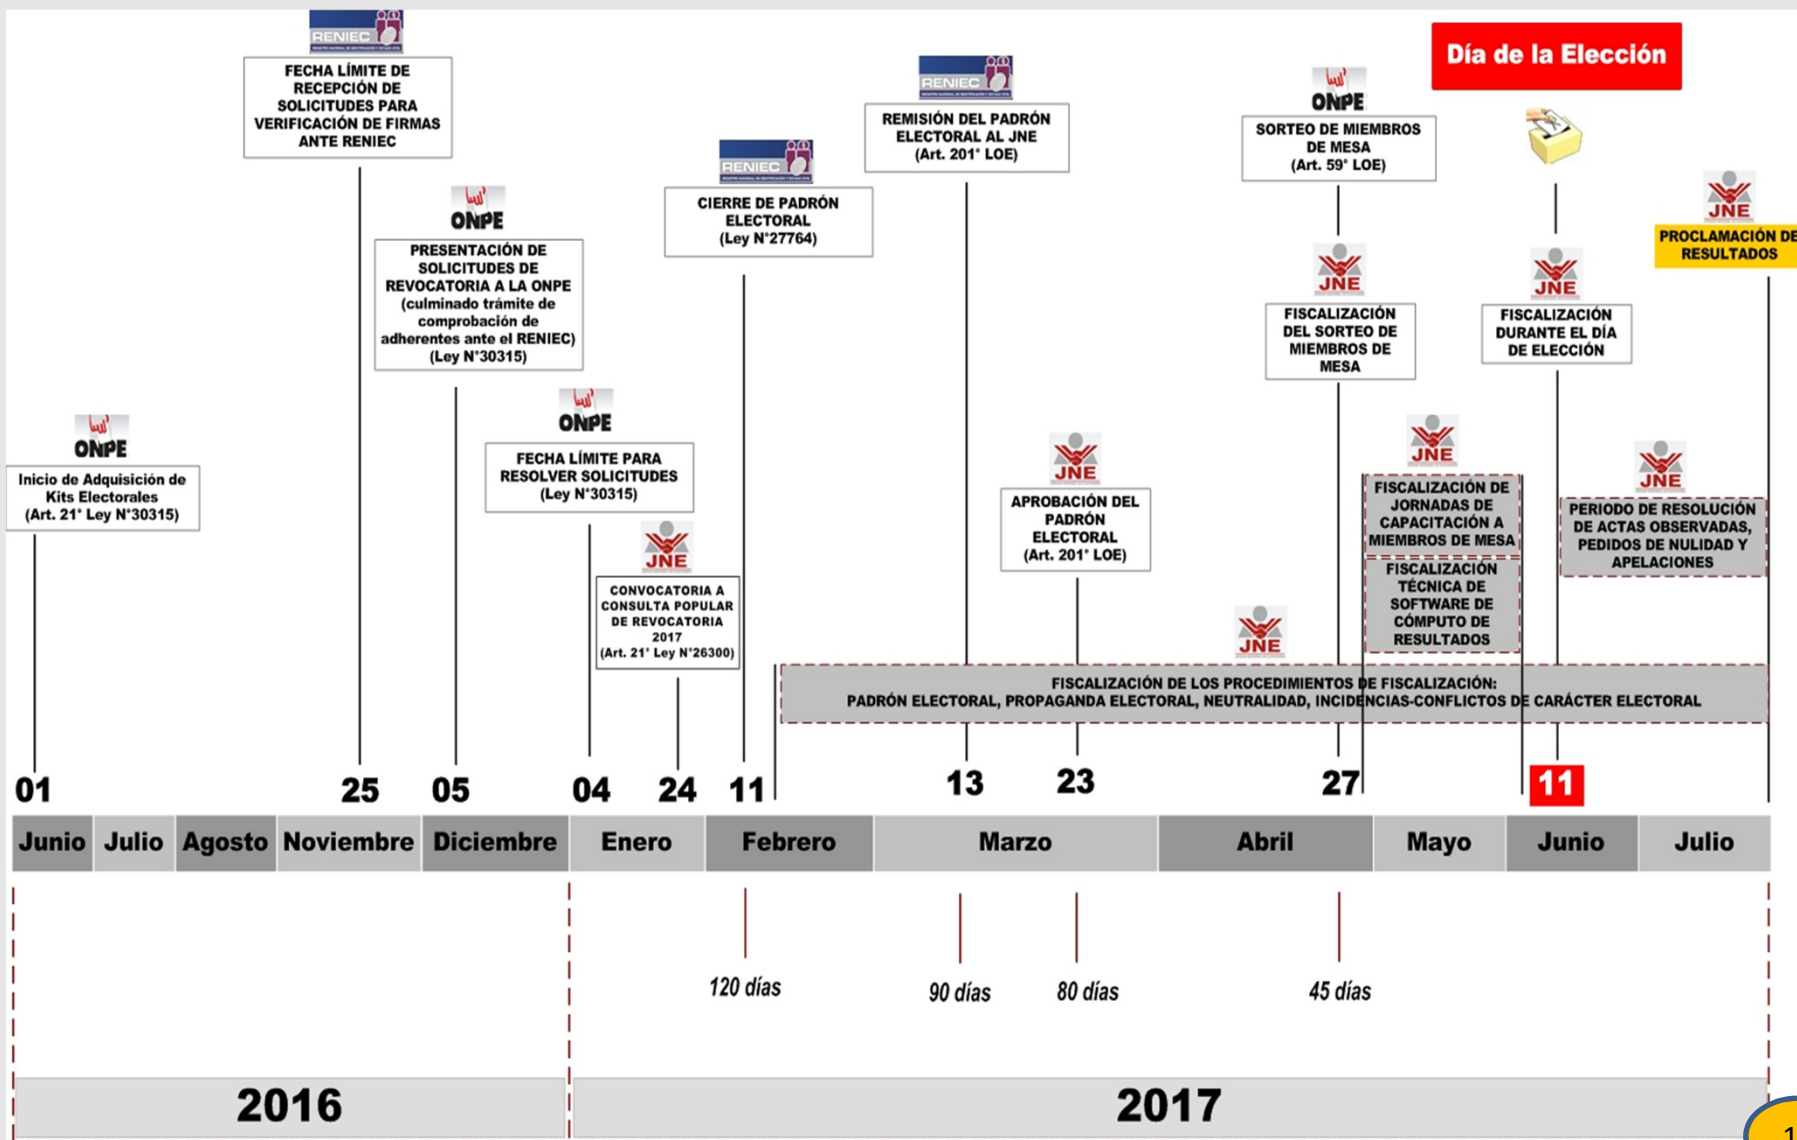 RENIEC
FECHA LÍMITE DE
RECEPCIÓN DE
SOLICITUDES PARA
VERIFICACIÓN DE FIRMAS
ANTE RENIEC
ONPE
PRESENTACIÓN DE
SOLICITUDES DE
REVOCATORIA A LA ONPE
(culminado trámite de
comprobación de
adherentes ante el RENIEC)
(Ley N°30315)
ONPE
Inicio de Adquisición de
Kits Electorales
(Art. 21° Ley N°30315)
ONPE
FECHA LÍMITE PARA
RESOLVER SOLICITUDES
(Ley N°30315)
JNE
CONVOCATORIA A
CONSULTA POPULAR
DE REVOCATORIA
2017
(Art. 21° Ley N°26300)
RENIEC
CIERRE DE PADRÓN
ELECTORAL
(Ley N°27764)
RENIEC
REMISIÓN DEL PADRÓN
ELECTORAL AL JNE
(Art. 201° LOE)
JNE
APROBACIÓN DEL
PADRÓN
ELECTORAL
(Art. 201° LOE)
ONPE
SORTEO DE MIEMBROS
DE MESA
(Art. 59° LOE)
JNE
FISCALIZACIÓN
DEL SORTEO DE
MIEMBROS DE
MESA
Día de la Elección
JNE
FISCALIZACIÓN
DURANTE EL DÍA
DE ELECCIÓN
JNE
PROCLAMACIÓN DE
RESULTADOS
JNE
FISCALIZACIÓN DE
JORNADAS DE
CAPACITACIÓN A
MIEMBROS DE MESA
FISCALIZACIÓN
TÉCNICA DE
SOFTWARE DE
CÓMPUTO DE
RESULTADOS
JNE
PERIODO DE RESOLUCIÓN
DE ACTAS OBSERVADAS,
PEDIDOS DE NULIDAD Y
APELACIONES
JNE
FISCALIZACIÓN DE LOS PROCEDIMIENTOS DE FISCALIZACIÓN:
PADRÓN ELECTORAL, PROPAGANDA ELECTORAL, NEUTRALIDAD, INCIDENCIAS-CONFLICTOS DE CARÁCTER ELECTORAL
01 25 05 04 24 11 13 23 27 11
Junio Julio Agosto Noviembre Diciembre Enero Febrero Marzo Abril Mayo Junio Julio
120 días 90 días 80 días 45 días
2016 2017